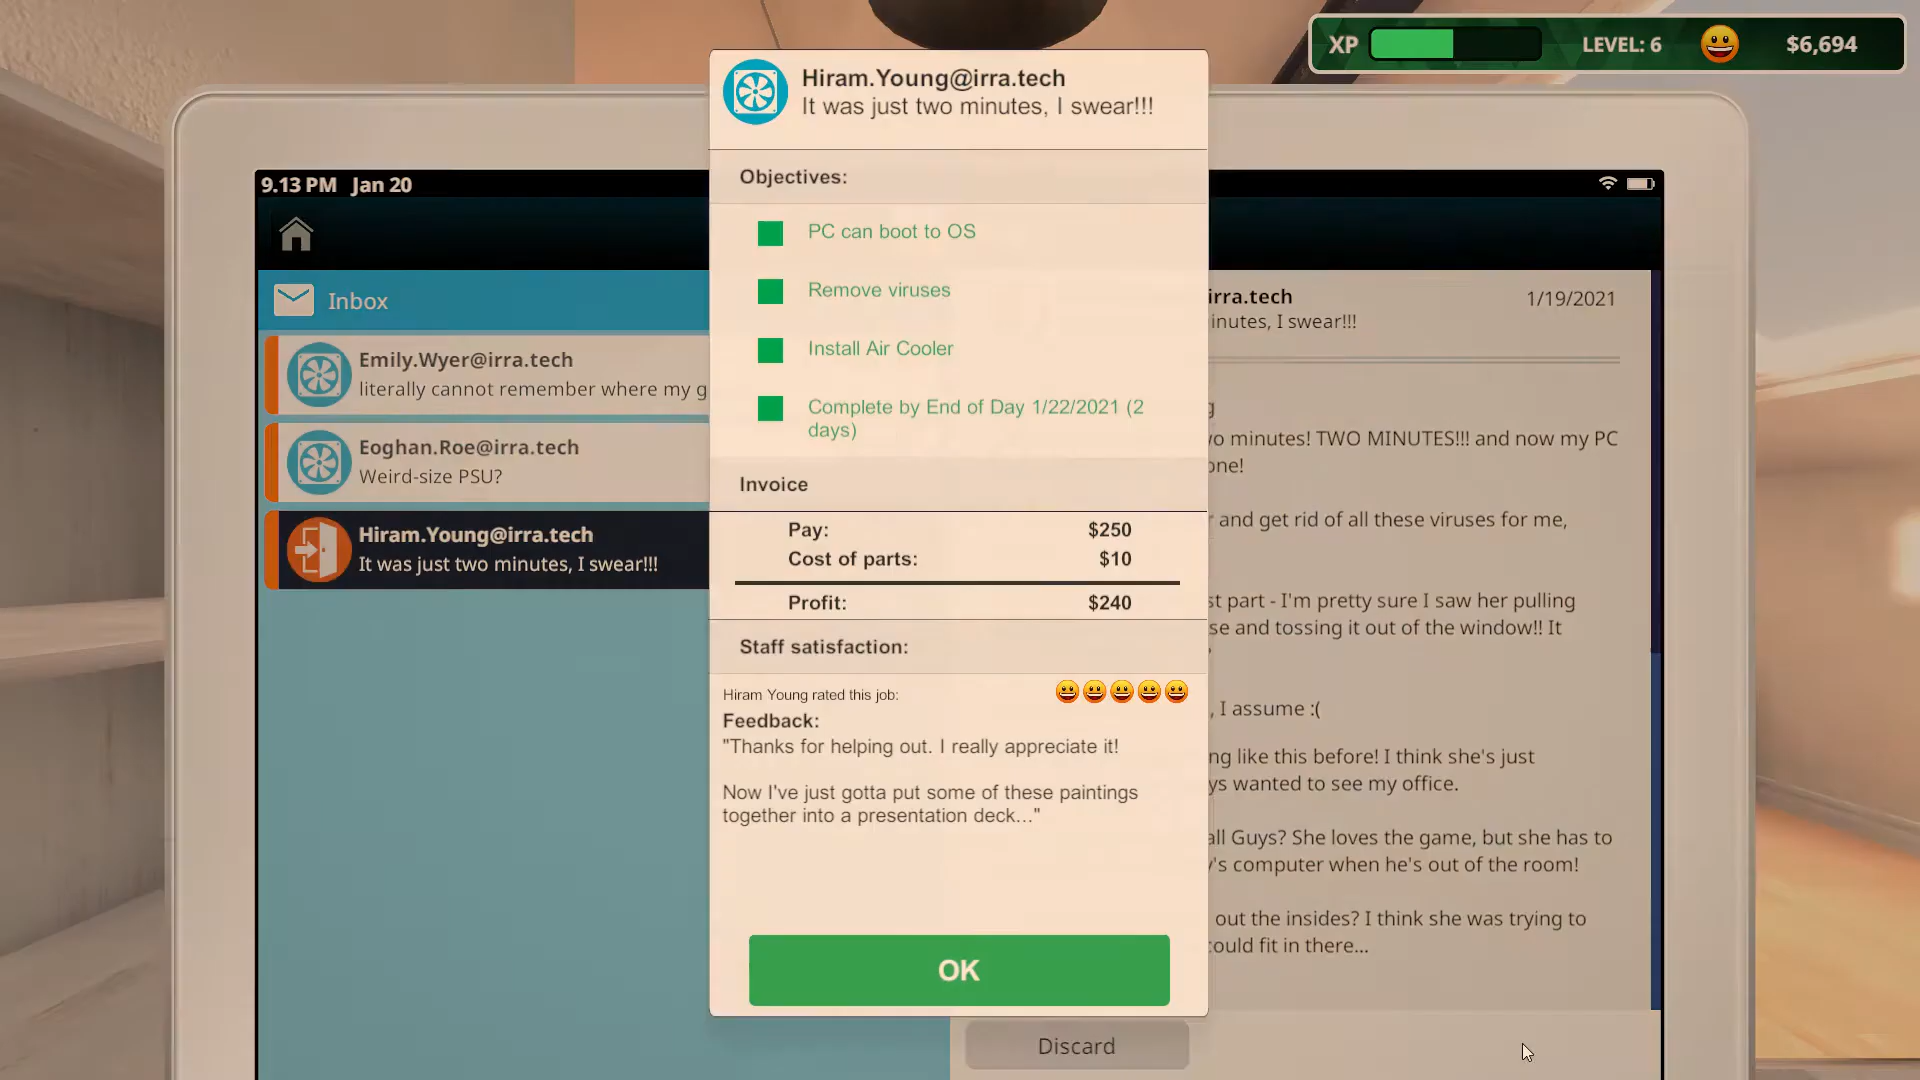 XP LEVEL: 6 $6,694
Hiram.Young@irra.tech
It was just two minutes, I swear!!!
9.13 PM Jan 20
Inbox
Emily.Wyer@irra.tech
literally cannot remember where my g
Eoghan.Roe@irra.tech
Weird-size PSU?
Hiram.Young@irra.tech
It was just two minutes, I swear!!!
Objectives:
PC can boot to OS
Remove viruses
Install Air Cooler
Complete by End of Day 1/22/2021 (2
days)
Invoice
Pay: $250
Cost of parts: $10
Profit: $240
Staff satisfaction:
Hiram Young rated this job:
Feedback:
"Thanks for helping out. I really appreciate it!
Now I've just gotta put some of these paintings
together into a presentation deck..."
OK
irra.tech 1/19/2021
inutes, I swear!!!
o minutes! TWO MINUTES!!! and now my PC
one!
and get rid of all these viruses for me,
st part - I'm pretty sure I saw her pulling
se and tossing it out of the window!! It
, I assume :(
ng like this before! I think she's just
ys wanted to see my office.
all Guys? She loves the game, but she has to
y's computer when he's out of the room!
out the insides? I think she was trying to
could fit in there...
Discard